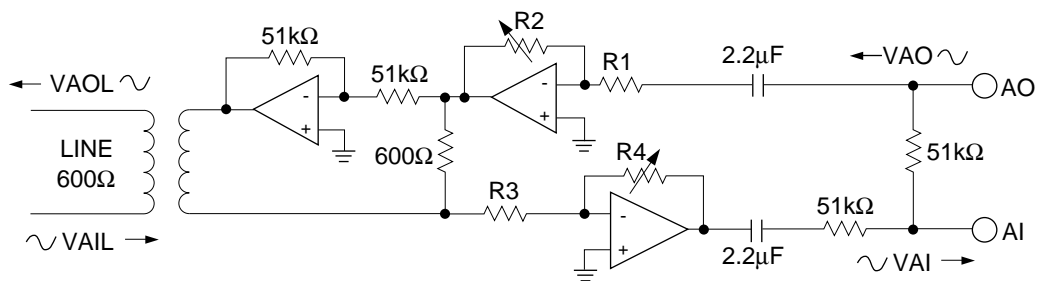 51kΩ
R2
← VAOL ∿
51kΩ
R1
2.2μF
← VAO ∿
AO
-
+
-
+
LINE
600Ω
600Ω
R4
51kΩ
R3
-
+
51kΩ
AI
∿ VAIL →
2.2μF
∿ VAI →